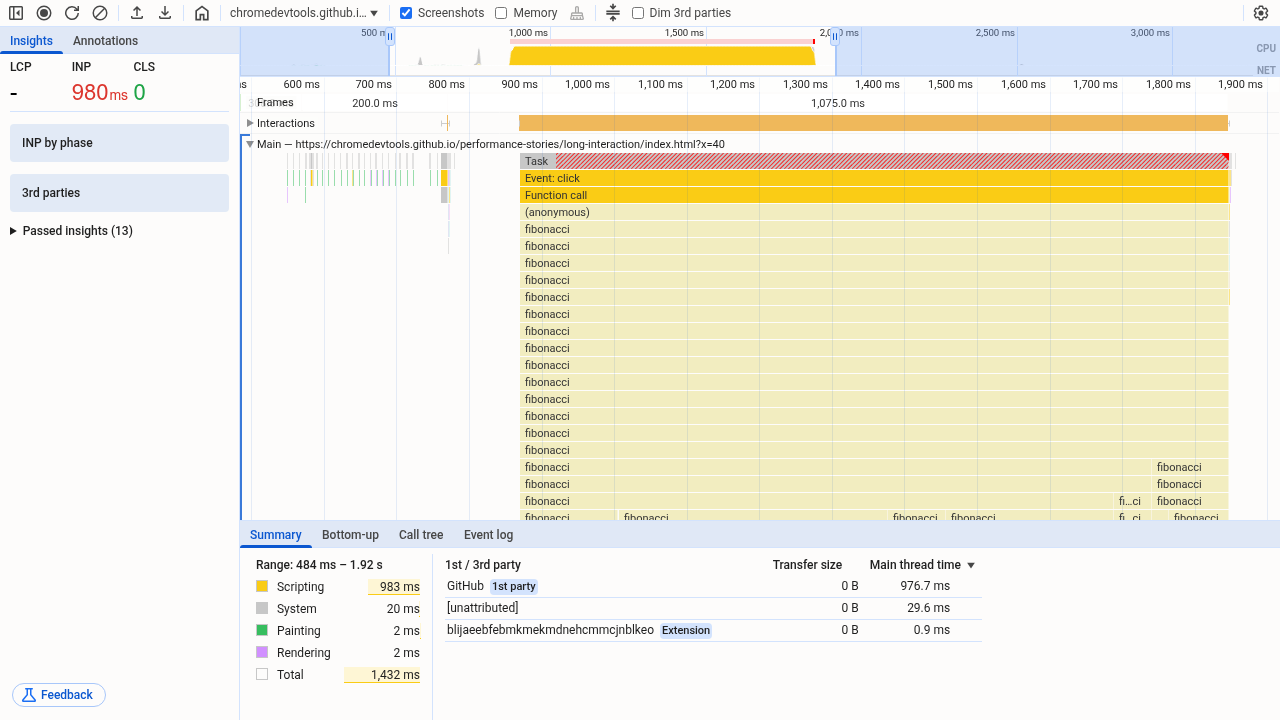 chromedevtools.github.i… Screenshots Memory Dim 3rd parties
Insights Annotations
LCP INP CLS
- 980 ms 0
INP by phase
3rd parties
Passed insights (13)
Feedback
1,000 ms 1,500 ms 2,500 ms 3,000 ms
CPU
NET
600 ms 700 ms 800 ms 900 ms 1,000 ms 1,100 ms 1,200 ms 1,300 ms 1,400 ms 1,500 ms 1,600 ms 1,700 ms 1,800 ms 1,900 ms
Frames 200.0 ms 1,075.0 ms
Interactions
Main — https://chromedevtools.github.io/performance-stories/long-interaction/index.html?x=40
Task
Event: click
Function call
(anonymous)
fibonacci
fibonacci
fibonacci
fibonacci
fibonacci
fibonacci
fibonacci
fibonacci
fibonacci
fibonacci
fibonacci
fibonacci
fibonacci
fibonacci
fibonacci fibonacci
fibonacci fibonacci
fibonacci fi…ci fibonacci
fibonacci fibonacci fibonacci fibonacci fi…ci fibonacci
Summary Bottom-up Call tree Event log
Range: 484 ms – 1.92 s
Scripting 983 ms
System 20 ms
Painting 2 ms
Rendering 2 ms
Total 1,432 ms
1st / 3rd party Transfer size Main thread time
GitHub 1st party 0 B 976.7 ms
[unattributed] 0 B 29.6 ms
blijaeebfebmkmekmdnehcmmcjnblkeo Extension 0 B 0.9 ms